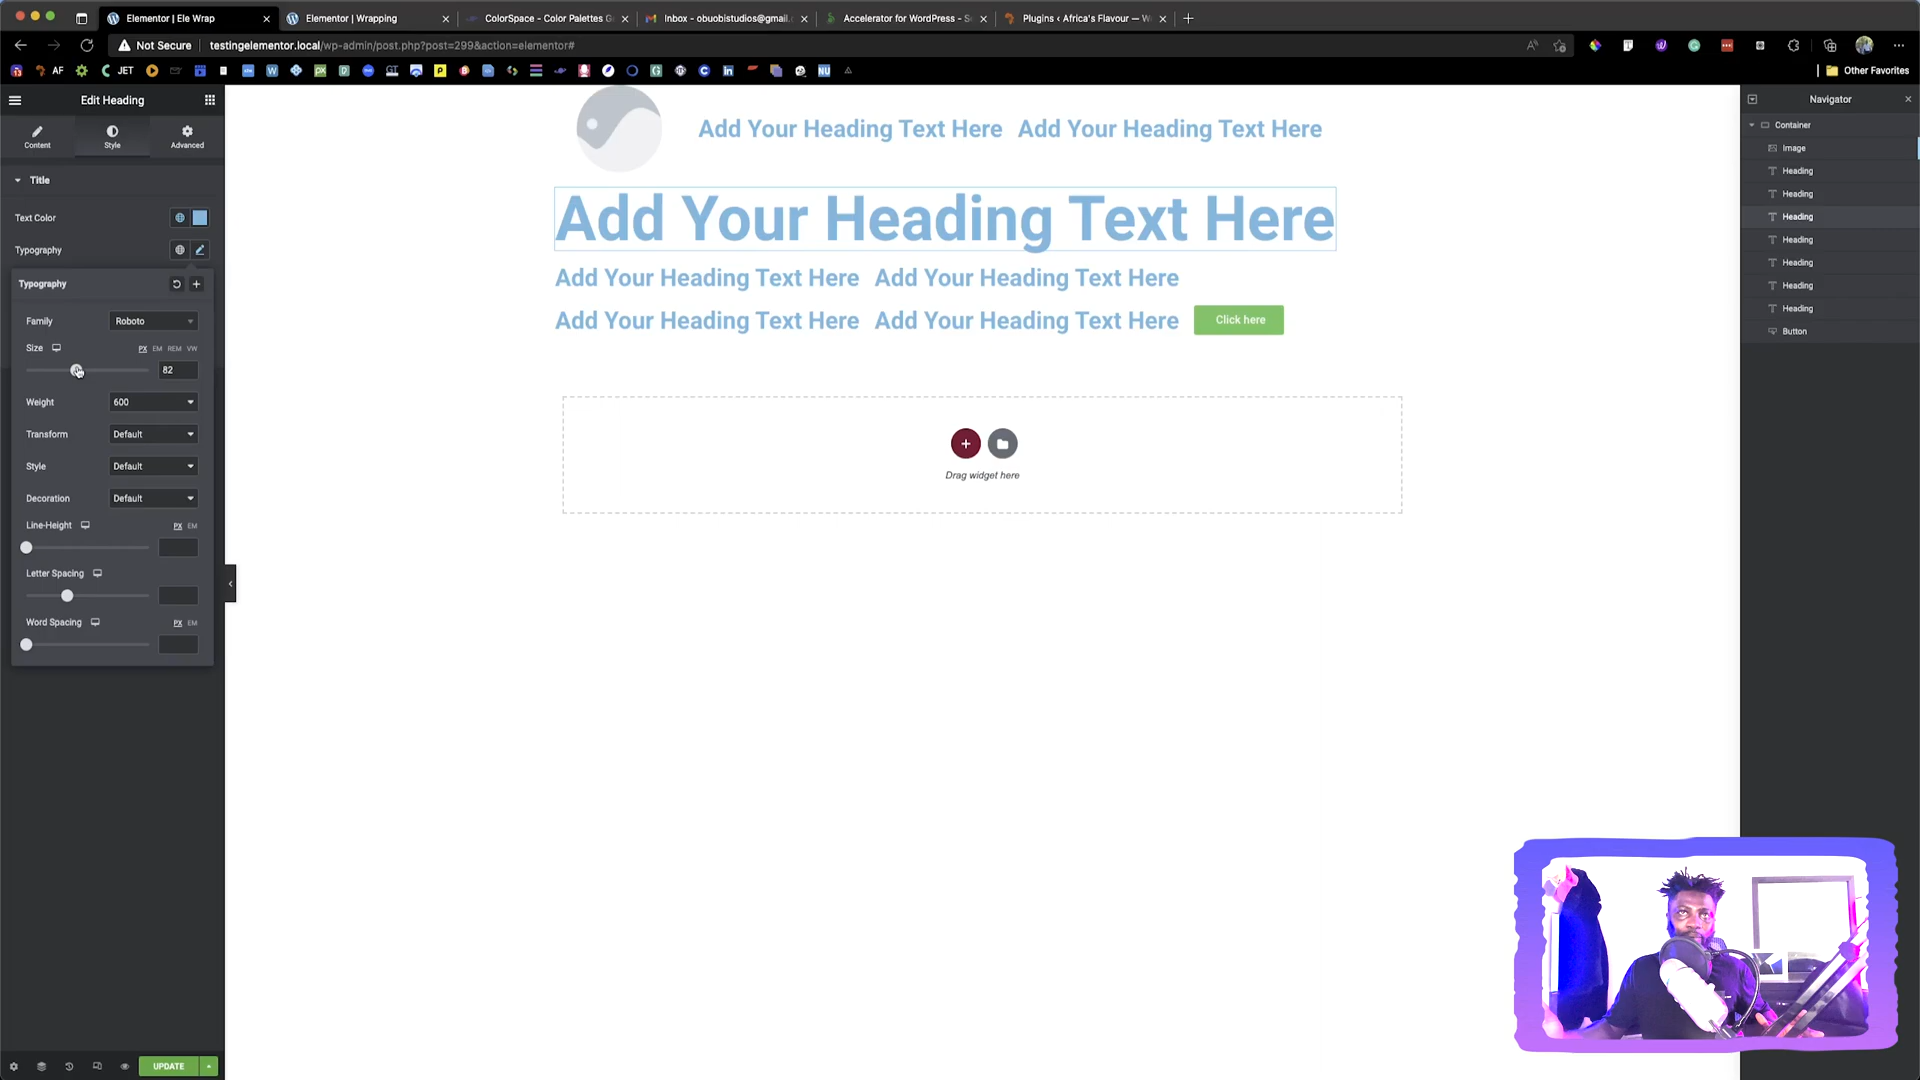 Elementor | Ele Wrap
Elementor | Wrapping
ColorSpace - Color Palettes G
Inbox - obuobistudios@gmail.
Accelerator for WordPress - S
Plugins ‹ Africa's Flavour — W
Not Secure
testingelementor.local/wp-admin/post.php?post=299&action=elementor#
AF
JET
NU
Other Favorites
Edit Heading
Navigator
Content
Style
Advanced
Container
Image
Heading
Heading
Heading
Heading
Heading
Heading
Heading
Button
Title
Text Color
Typography
Typography
Family
Roboto
Size
PX EM REM VW
82
Weight
600
Transform
Default
Style
Default
Decoration
Default
Line-Height
PX EM
Letter Spacing
Word Spacing
PX EM
UPDATE
Add Your Heading Text Here Add Your Heading Text Here
Add Your Heading Text Here
Add Your Heading Text Here Add Your Heading Text Here
Add Your Heading Text Here Add Your Heading Text Here Click here
Drag widget here